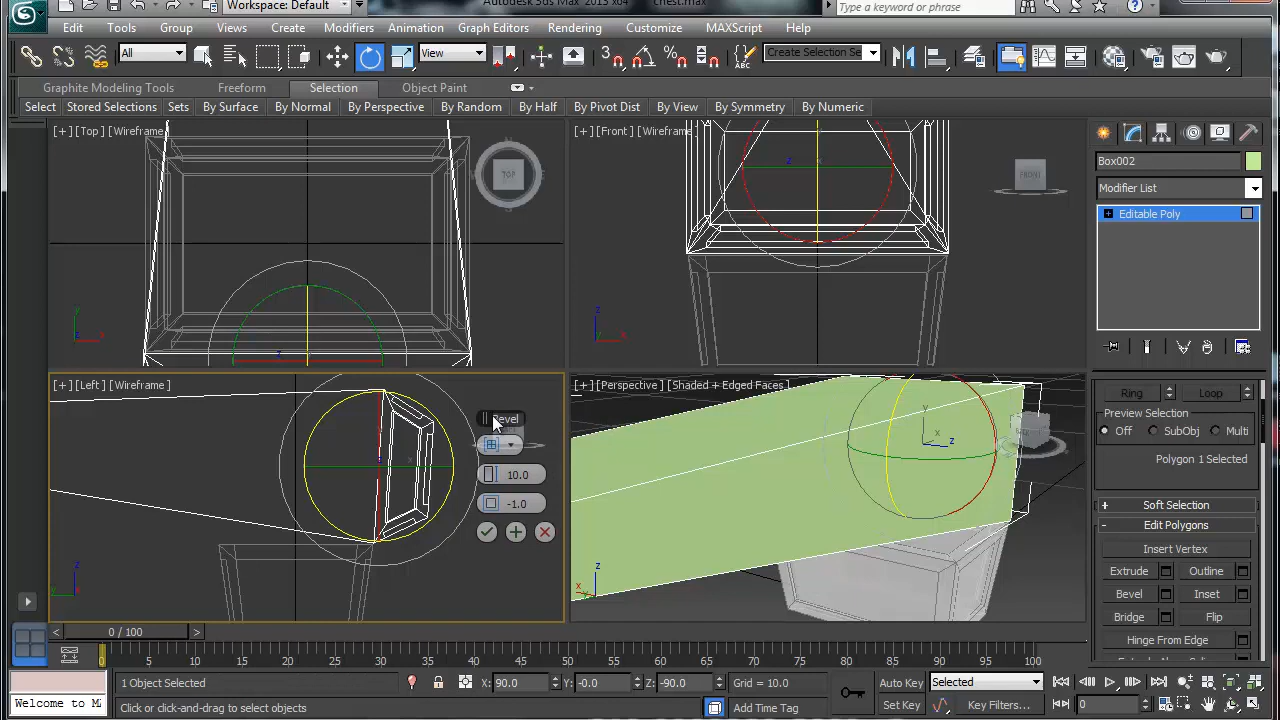 Workspace: Default
Autodesk 3ds Max 2013 x64 chest.max
Type a keyword or phrase
Edit Tools Group Views Create Modifiers Animation Graph Editors Rendering Customize MAXScript Help
All View Create Selection Se
Graphite Modeling Tools Freeform Selection Object Paint
Select Stored Selections Sets By Surface By Normal By Perspective By Random By Half By Pivot Dist By View By Symmetry By Numeric
[+] [Top] [Wireframe]
TOP
[+] [Front] [Wireframe]
FRONT
Box002
Modifier List
Editable Poly
[+] [Left] [Wireframe]
Bevel
10.0
-1.0
[+] [Perspective] [Shaded + Edged Faces]
Ring Loop
Preview Selection
Off SubObj Multi
Polygon 1 Selected
+ Soft Selection
- Edit Polygons
Insert Vertex
Extrude Outline
Bevel Inset
Bridge Flip
Hinge From Edge
0 / 100
0 5 10 15 20 25 30 35 40 45 50 55 60 65 70 75 80 85 90 95 100
1 Object Selected X: 90.0 Y: -0.0 Z: -90.0 Grid = 10.0 Auto Key Selected
Welcome to M Click or click-and-drag to select objects Add Time Tag Set Key Key Filters... 0